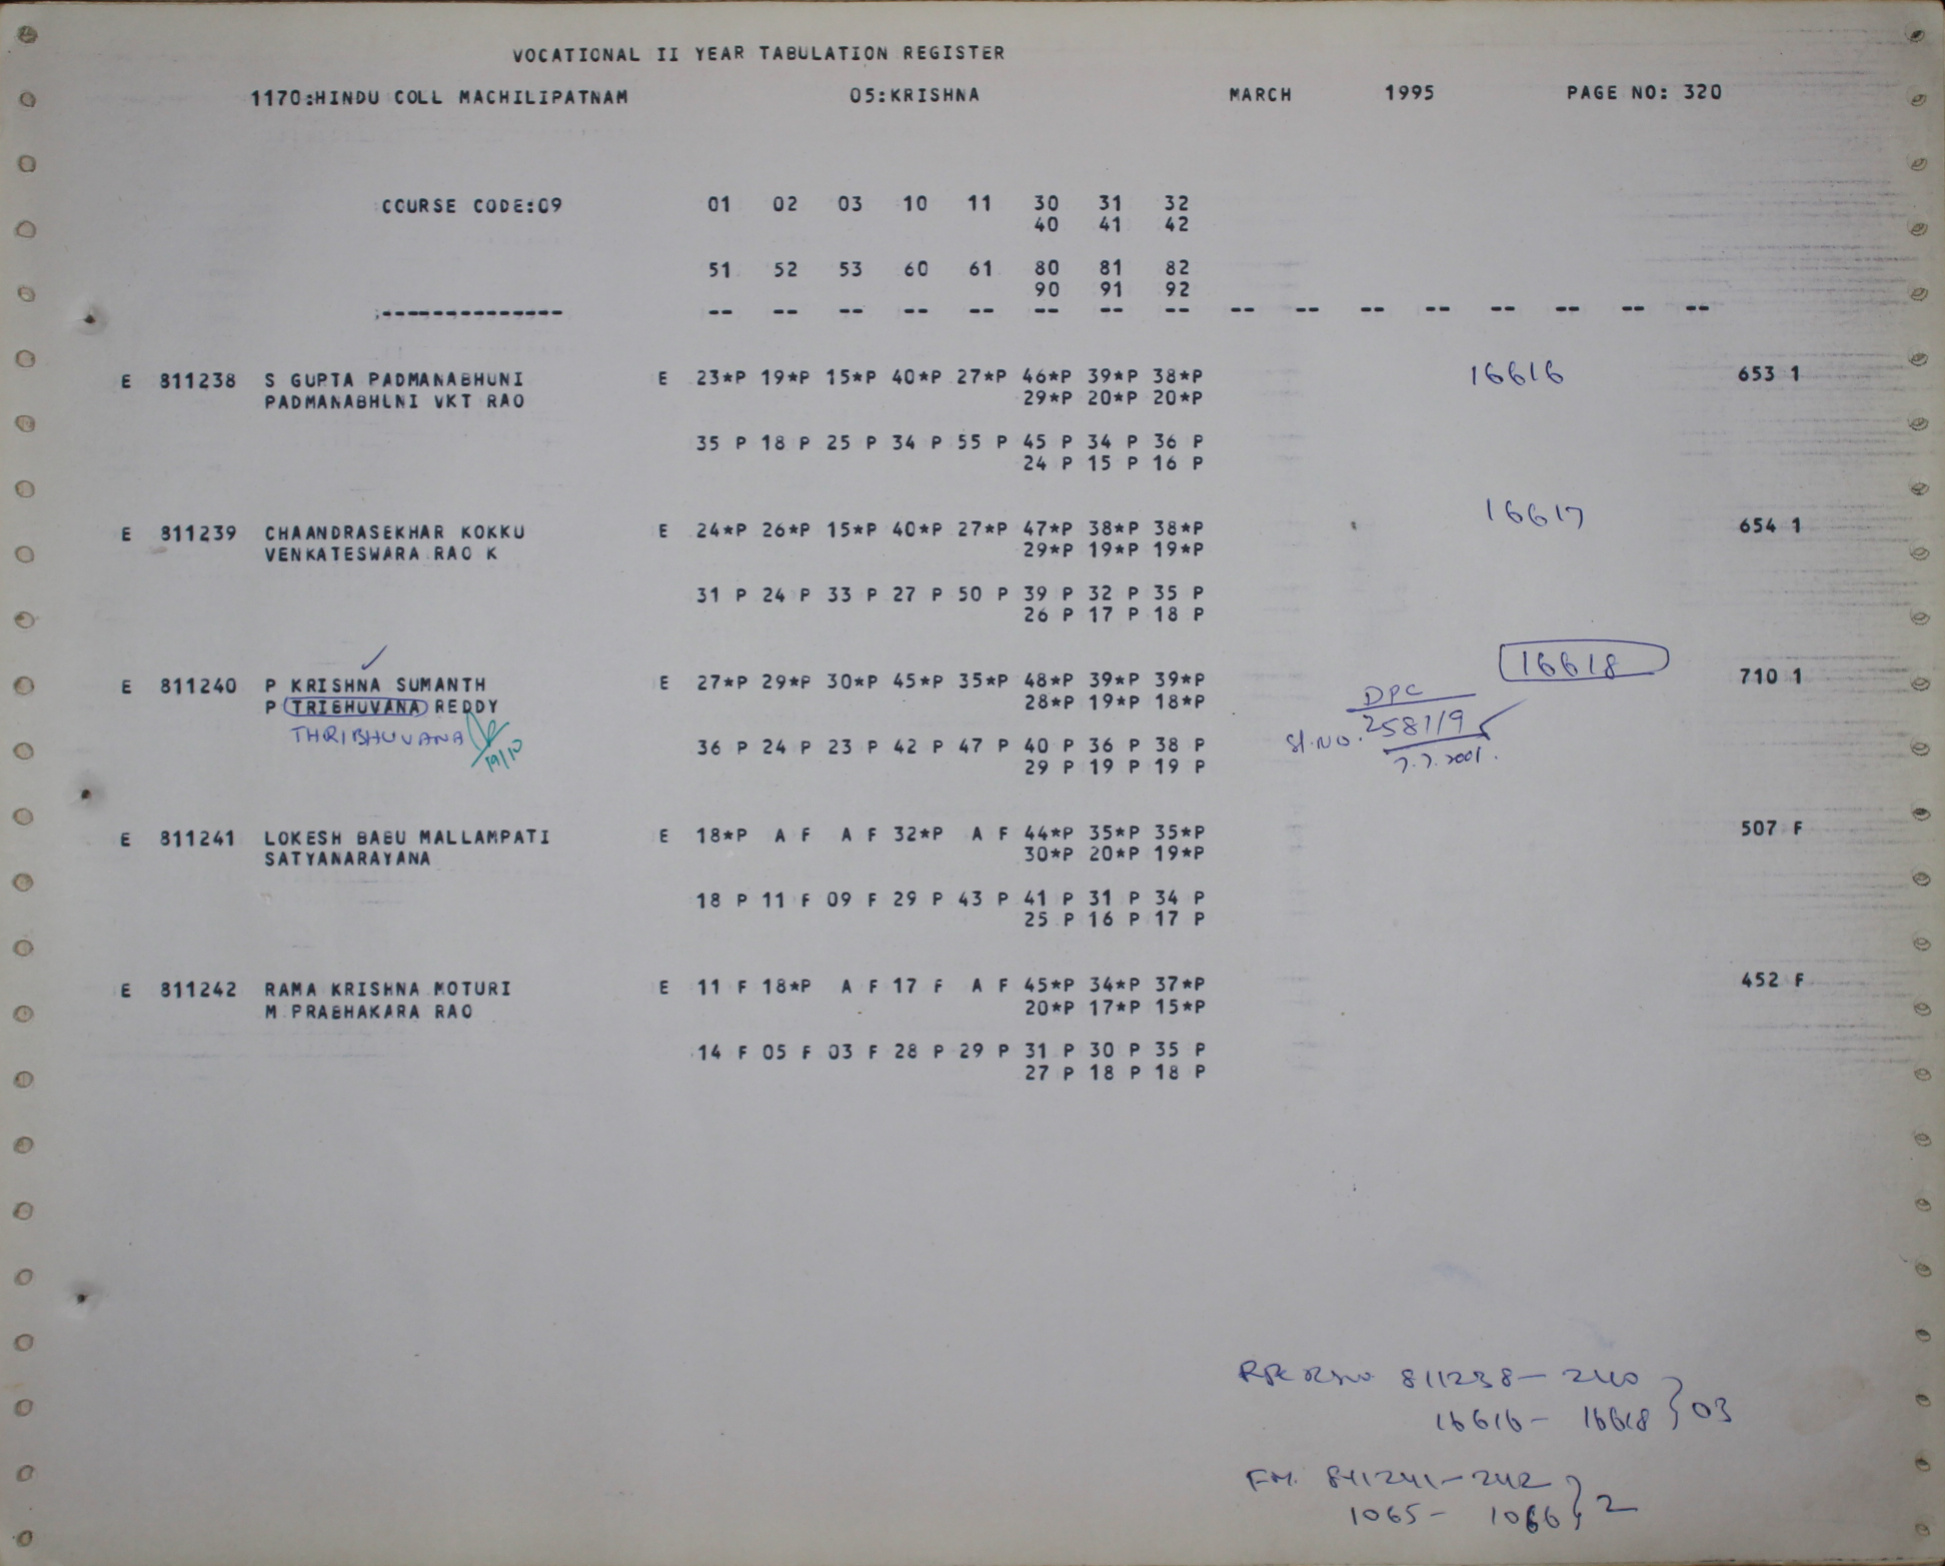 VOCATIONAL II YEAR TABULATION REGISTER
1170:HINDU COLL MACHILIPATNAM 05:KRISHNA MARCH 1995 PAGE NO: 320
COURSE CODE:09 01 02 03 10 11 30 31 32
40 41 42
51 52 53 60 61 80 81 82
90 91 92
-------------- -- -- -- -- -- -- -- -- -- -- -- -- -- -- -- --
E 811238 S GUPTA PADMANABHUNI E 23*P 19*P 15*P 40*P 27*P 46*P 39*P 38*P 16616 653 1
PADMANABHUNI VKT RAO 29*P 20*P 20*P
35 P 18 P 25 P 34 P 55 P 45 P 34 P 36 P
24 P 15 P 16 P
16617
E 811239 CHAANDRASEKHAR KOKKU E 24*P 26*P 15*P 40*P 27*P 47*P 38*P 38*P 654 1
VENKATESWARA RAO K 29*P 19*P 19*P
31 P 24 P 33 P 27 P 50 P 39 P 32 P 35 P
26 P 17 P 18 P
16618
E 811240 P KRISHNA SUMANTH E 27*P 29*P 30*P 45*P 35*P 48*P 39*P 39*P 710 1
P TRIBHUVANA REDDY 28*P 19*P 18*P DPC
THRIBHUVANA Sl.No. 2581/9
19/10 7.7.2001.
36 P 24 P 23 P 42 P 47 P 40 P 36 P 38 P
29 P 19 P 19 P
E 811241 LOKESH BABU MALLAMPATI E 18*P A F A F 32*P A F 44*P 35*P 35*P 507 F
SATYANARAYANA 30*P 20*P 19*P
18 P 11 F 09 F 29 P 43 P 41 P 31 P 34 P
25 P 16 P 17 P
E 811242 RAMA KRISHNA MOTURI E 11 F 18*P A F 17 F A F 45*P 34*P 37*P 452 F
M PRABHAKARA RAO 20*P 17*P 15*P
14 F 05 F 03 F 28 P 29 P 31 P 30 P 35 P
27 P 18 P 18 P
811238 - 240
16616 - 16618 } 03
F.M. 811241 - 242
1065 - 1066 } 2